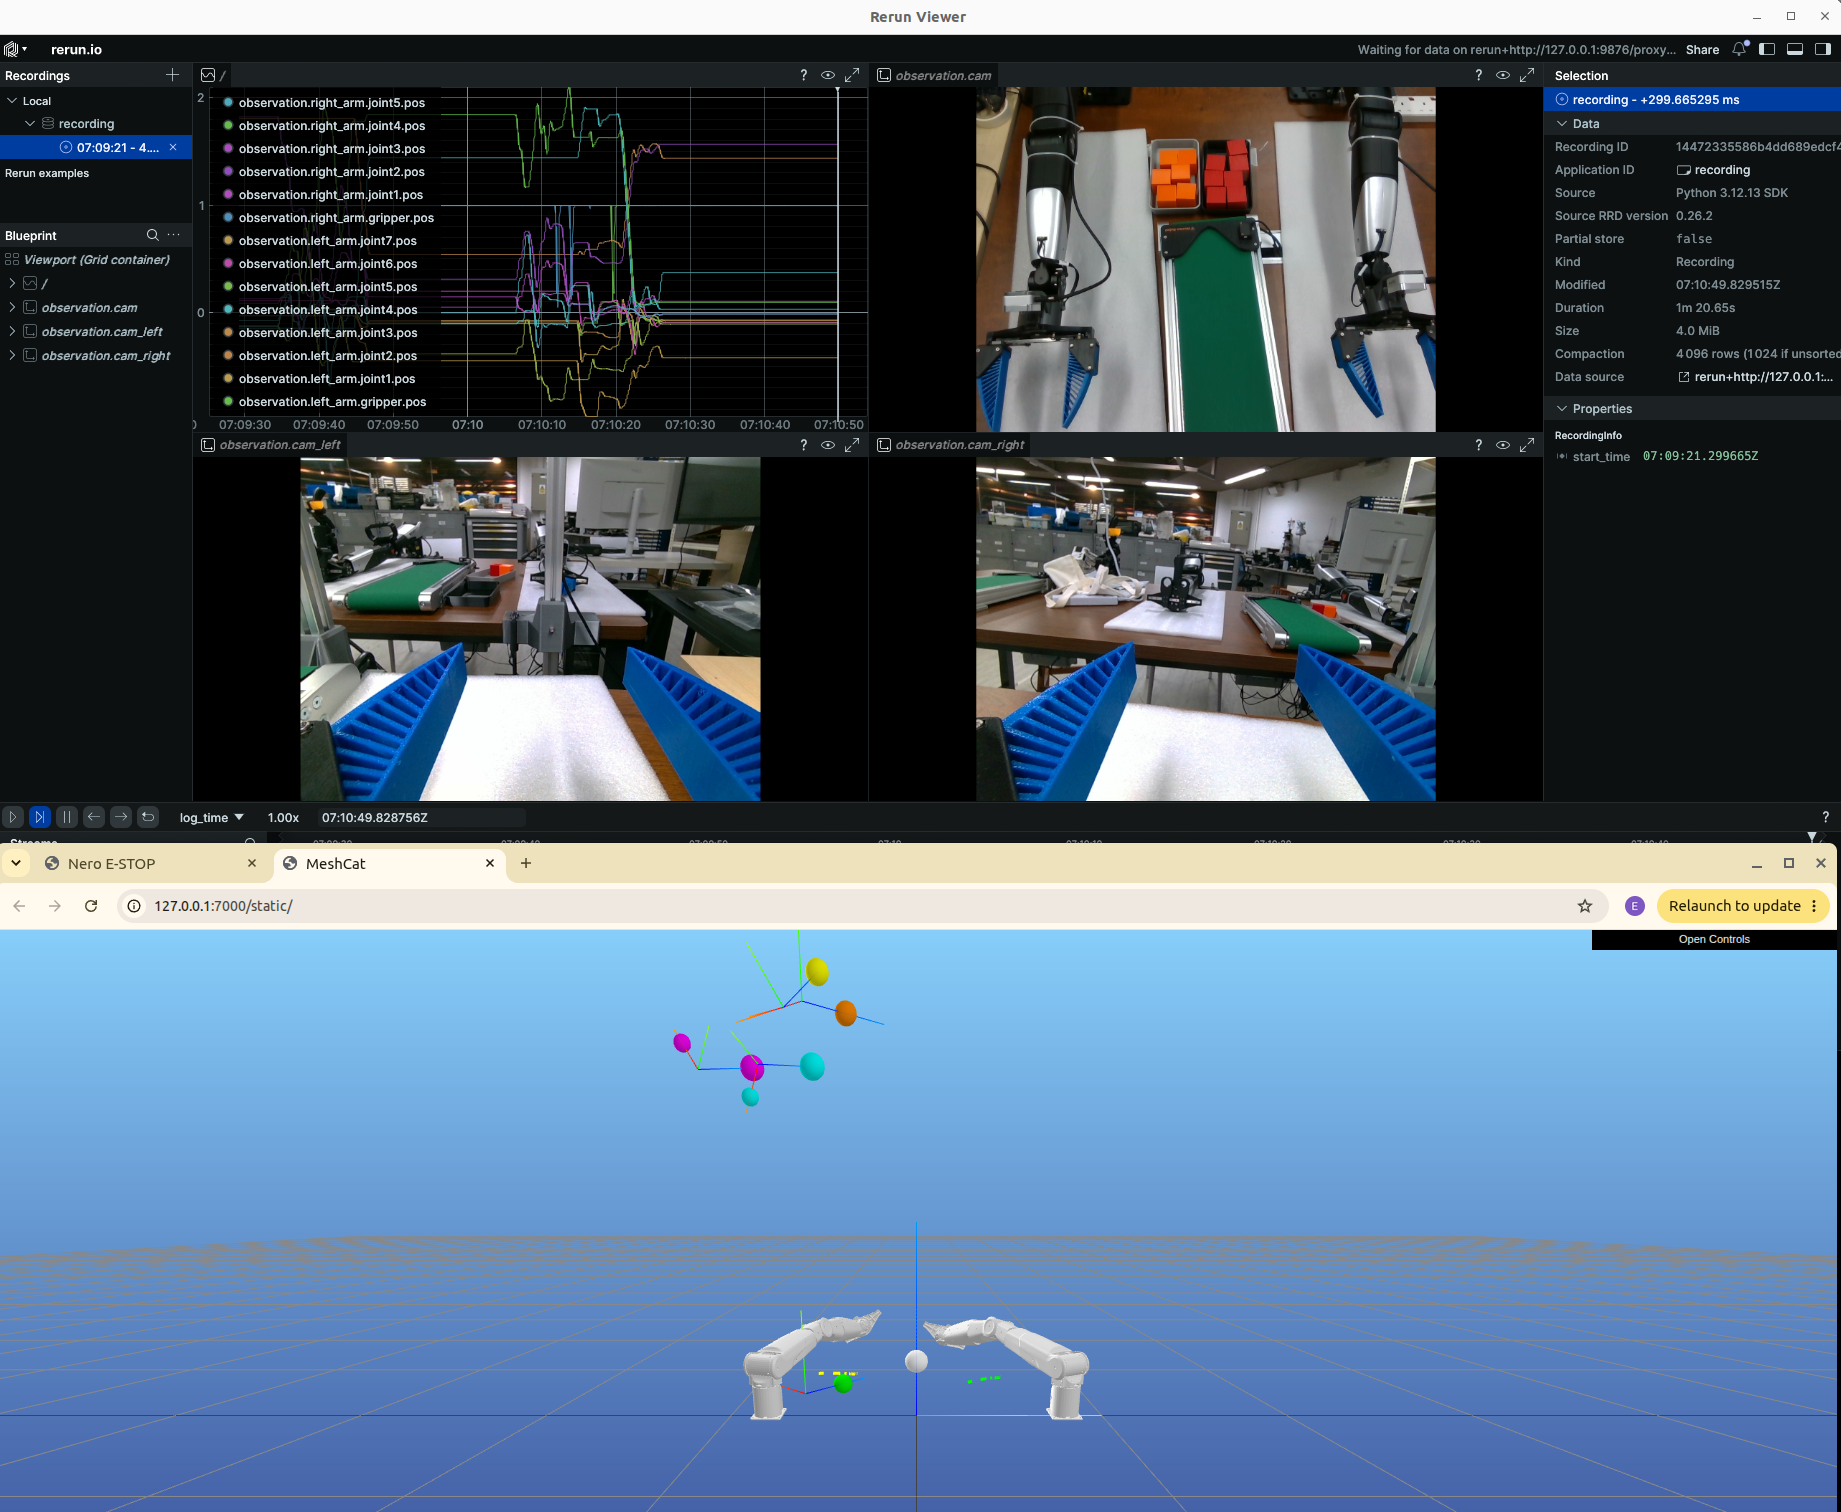 Rerun Viewer
rerun.io
Waiting for data on rerun+http://127.0.0.1:9876/proxy...
Share
Recordings
Local
recording
07:09:21 - 4....
Rerun examples
Blueprint
Viewport (Grid container)
/
observation.cam
observation.cam_left
observation.cam_right
/
?
2
1
0
observation.right_arm.joint5.pos
observation.right_arm.joint4.pos
observation.right_arm.joint3.pos
observation.right_arm.joint2.pos
observation.right_arm.joint1.pos
observation.right_arm.gripper.pos
observation.left_arm.joint7.pos
observation.left_arm.joint6.pos
observation.left_arm.joint5.pos
observation.left_arm.joint4.pos
observation.left_arm.joint3.pos
observation.left_arm.joint2.pos
observation.left_arm.joint1.pos
observation.left_arm.gripper.pos
07:09:30 07:09:40 07:09:50 07:10 07:10:10 07:10:20 07:10:30 07:10:40 07:10:50
observation.cam
?
observation.cam_left
?
observation.cam_right
?
Selection
recording - +299.665295 ms
Data
Recording ID 14472335586b4dd689edcf4
Application ID recording
Source Python 3.12.13 SDK
Source RRD version 0.26.2
Partial store false
Kind Recording
Modified 07:10:49.829515Z
Duration 1m 20.65s
Size 4.0 MiB
Compaction 4 096 rows (1 024 if unsorted
Data source rerun+http://127.0.0.1:...
Properties
RecordingInfo
start_time 07:09:21.299665Z
log_time 1.00x 07:10:49.828756Z
?
Nero E-STOP
MeshCat
127.0.0.1:7000/static/
E
Relaunch to update
Open Controls